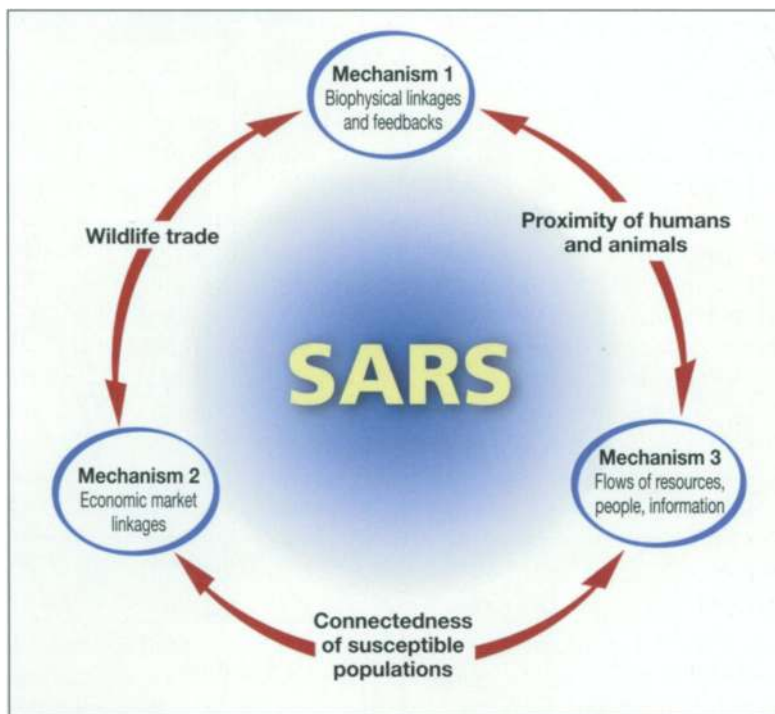 Mechanism 1
Biophysical linkages
and feedbacks
Wildlife trade
Proximity of humans
and animals
SARS
Mechanism 2
Economic market
linkages
Mechanism 3
Flows of resources,
people, information
Connectedness
of susceptible
populations